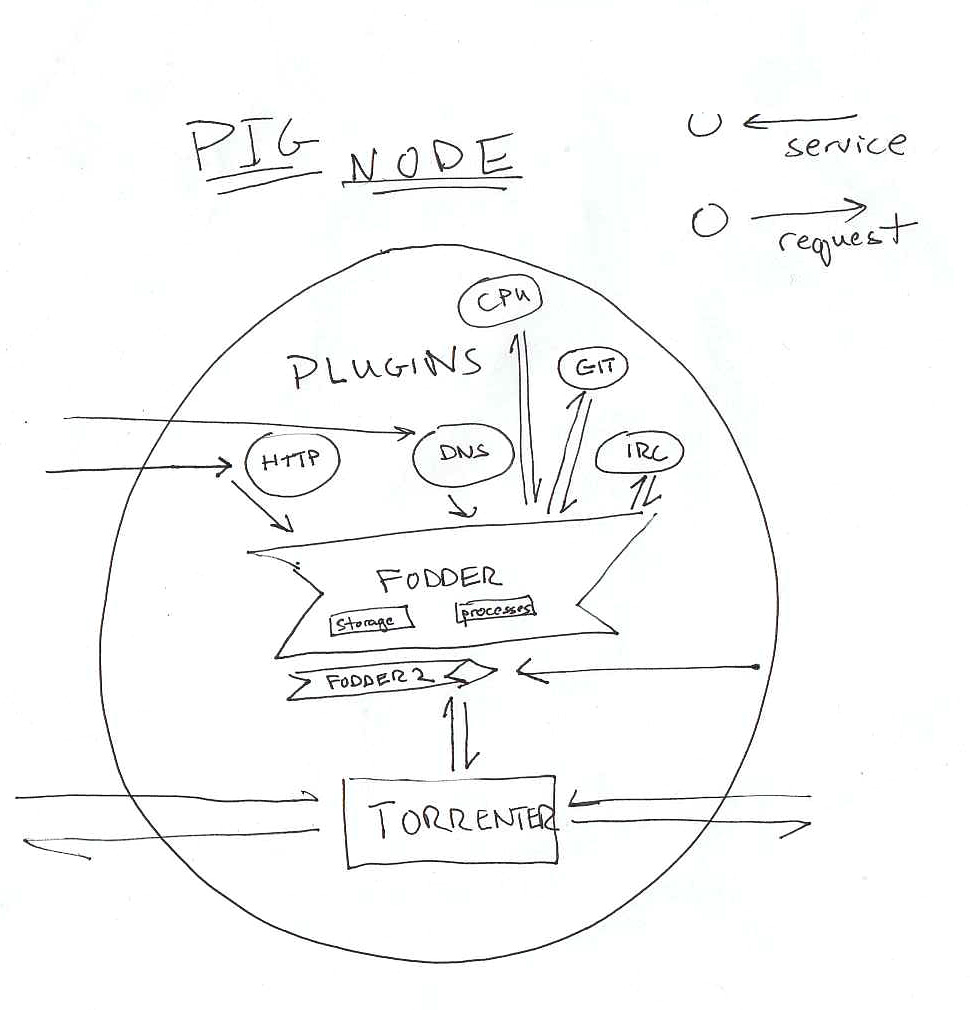 PIG NODE
service
request
CPU
PLUGINS
GIT
HTTP
DNS
IRC
FODDER
storage
processes
FODDER 2
TORRENTER